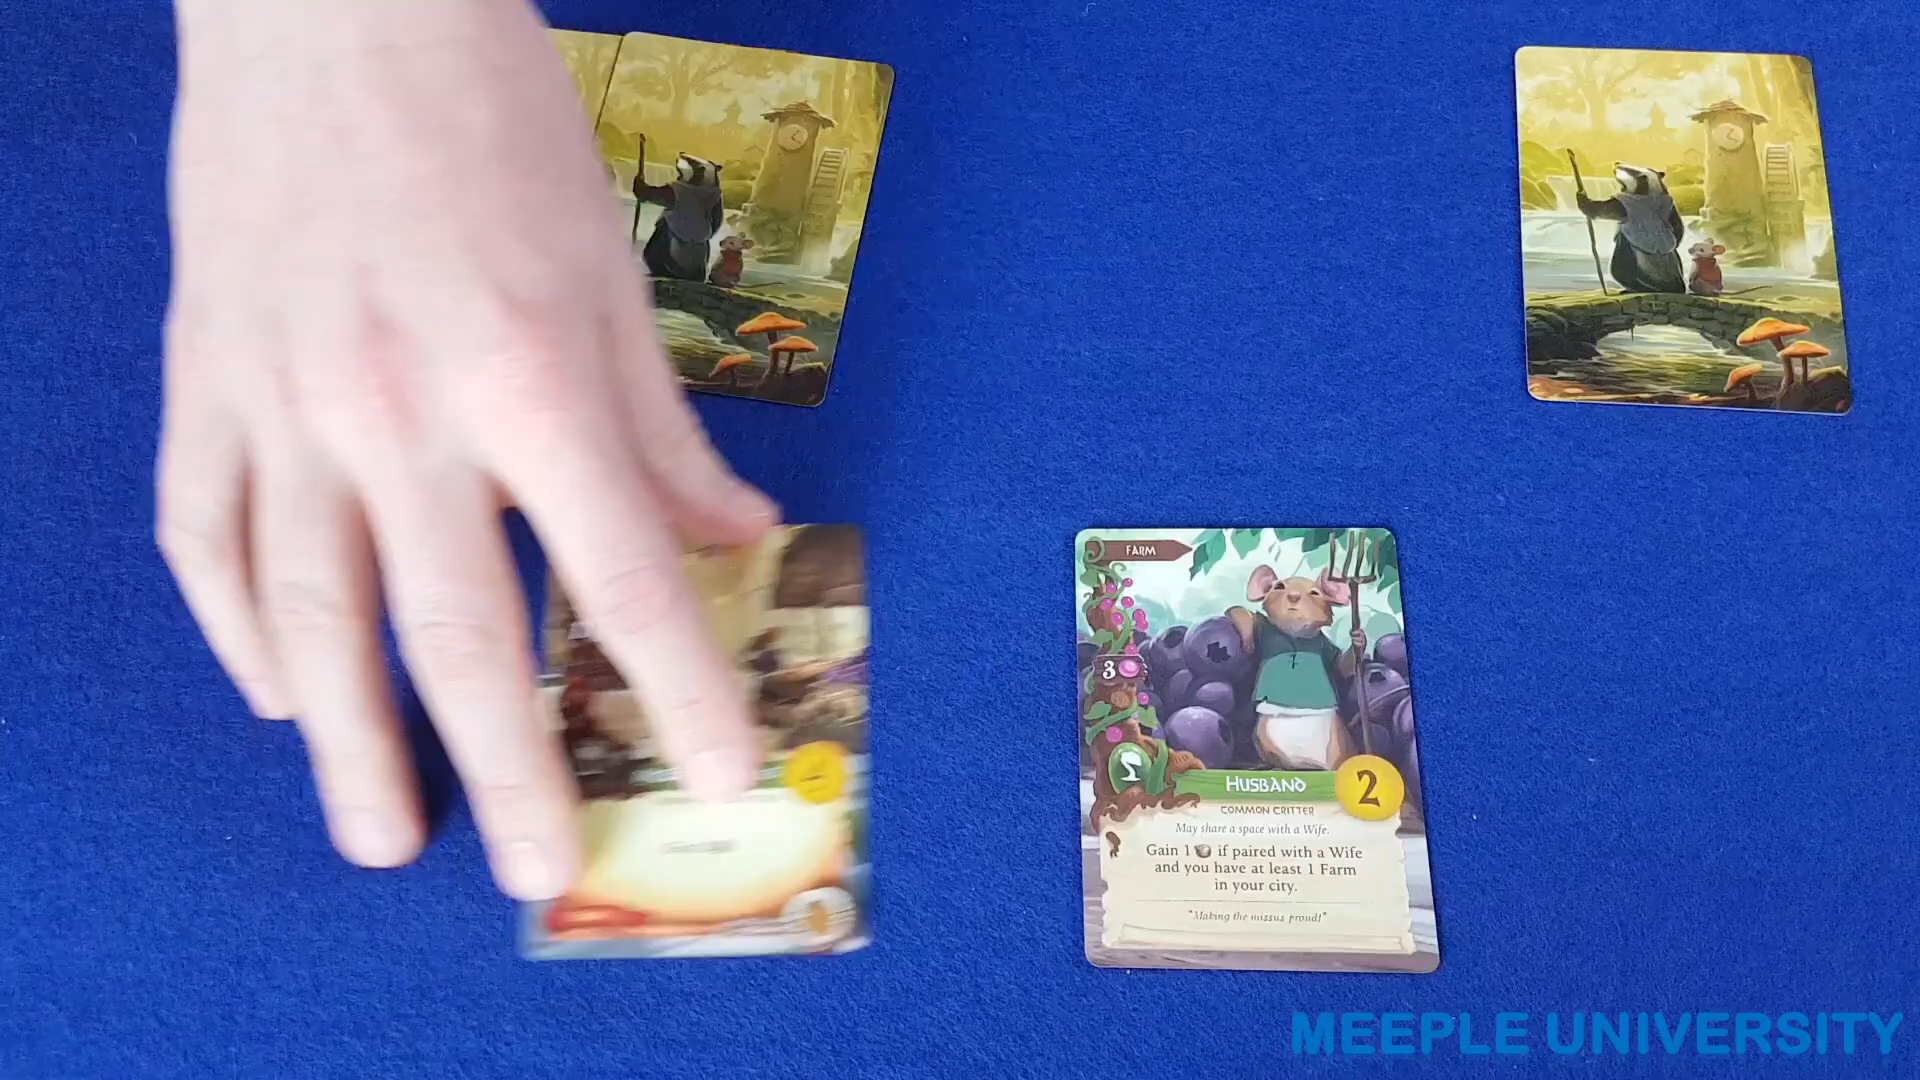 FARM
3
HUSBAND
2
COMMON CRITTER
May share a space with a Wife.
Gain 1 if paired with a Wife
and you have at least 1 Farm
in your city.
"Making the missus proud!"
MEEPLE UNIVERSITY